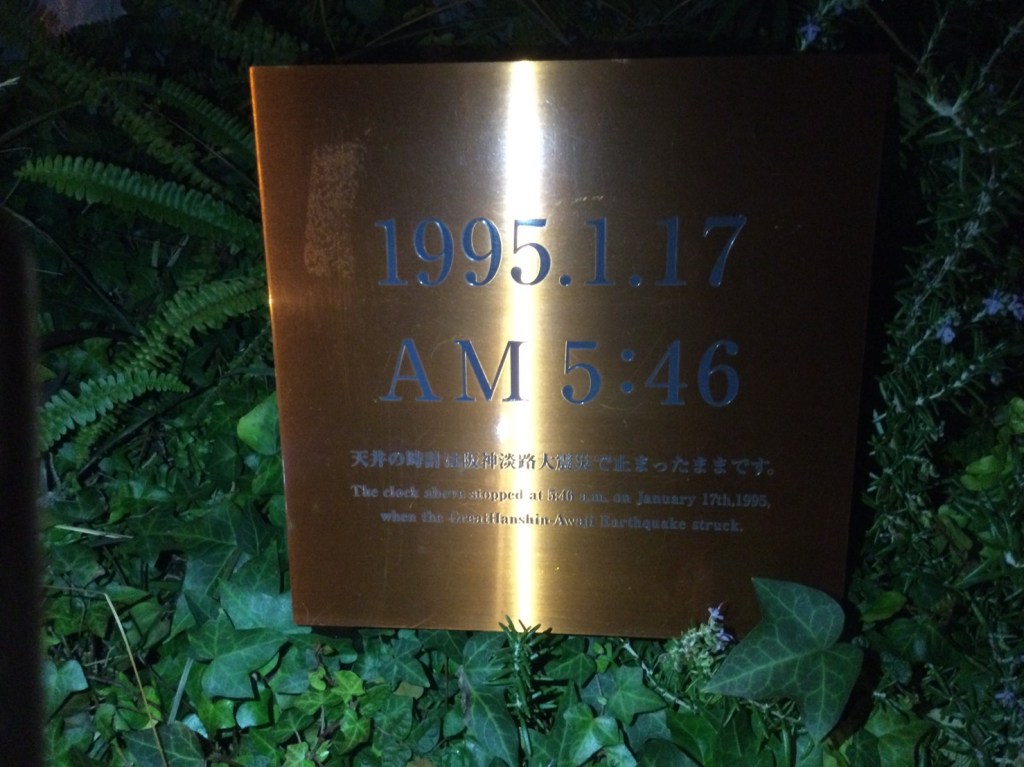 1995.1.17
AM 5:46
天井の時計は阪神淡路大震災で止まったままです。
The clock above stopped at 5:46 a.m. on January 17th,1995,
when the GreatHanshin-Awaji Earthquake struck.